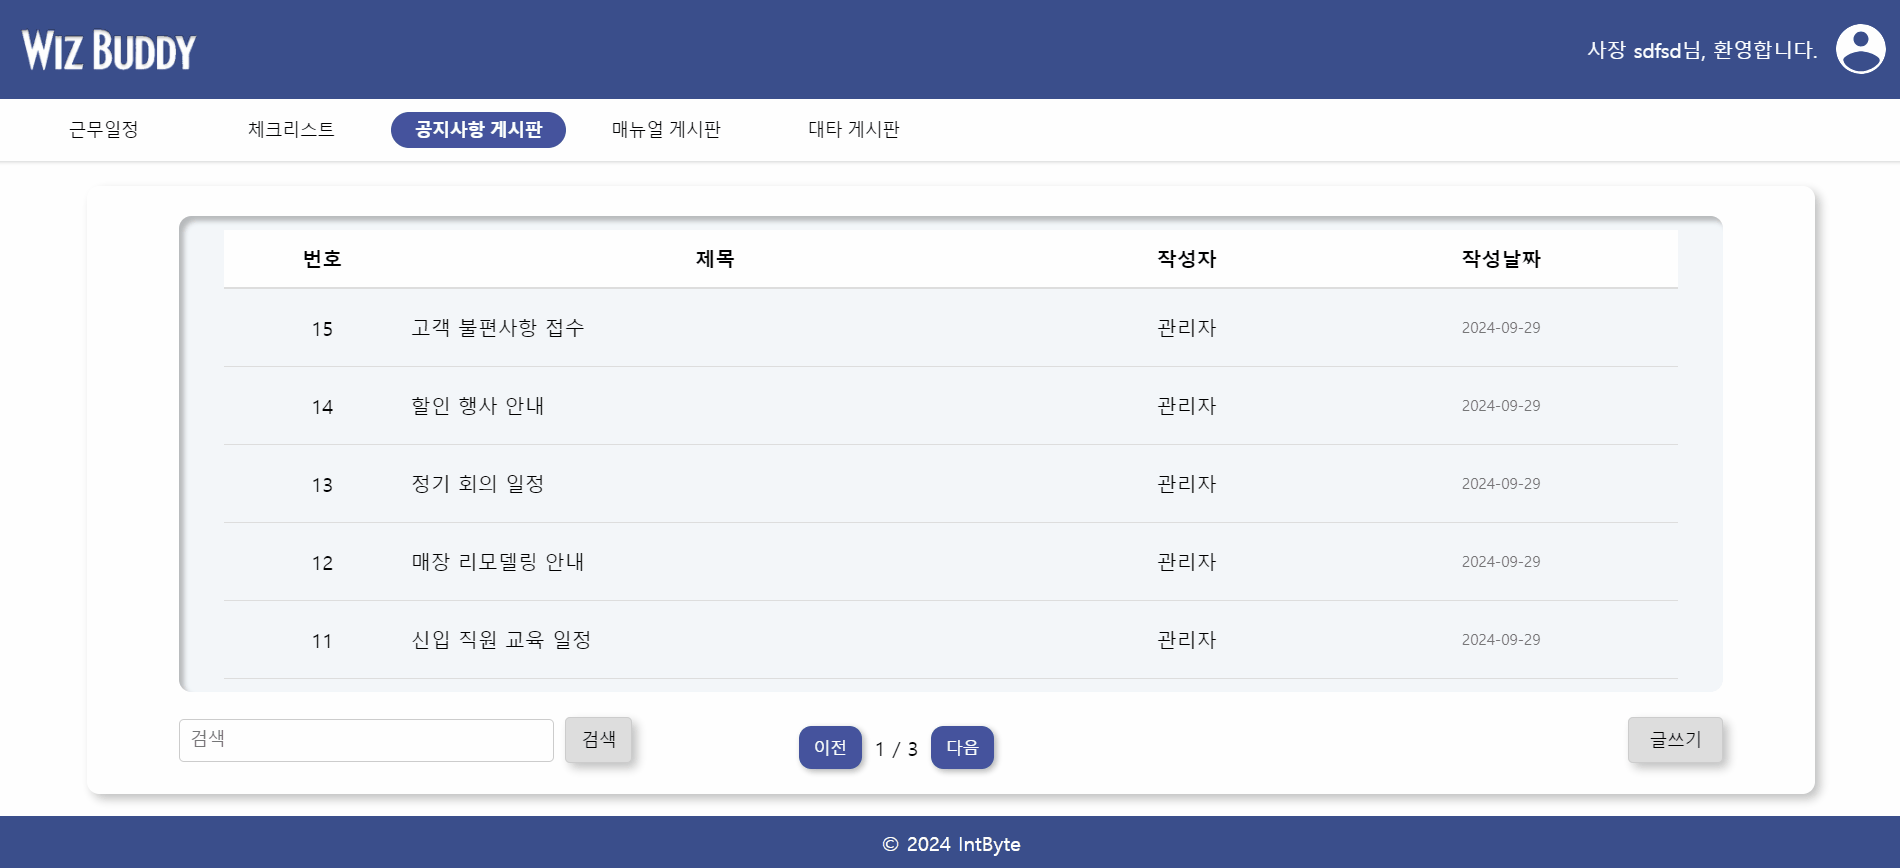 WIZ BUDDY
사장 sdfsd님, 환영합니다.
근무일정 체크리스트 공지사항 게시판 매뉴얼 게시판 대타 게시판
번호 제목 작성자 작성날짜
15 고객 불편사항 접수 관리자 2024-09-29
14 할인 행사 안내 관리자 2024-09-29
13 정기 회의 일정 관리자 2024-09-29
12 매장 리모델링 안내 관리자 2024-09-29
11 신입 직원 교육 일정 관리자 2024-09-29
검색 검색 이전 1 / 3 다음 글쓰기
© 2024 IntByte